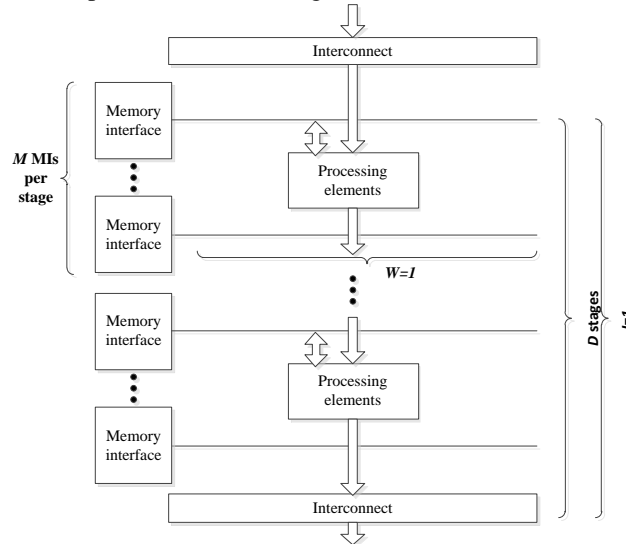 Interconnect
Memory
interface
M MIs
per
stage
Processing
elements
Memory
interface
W=1
Memory
interface
D stages
Processing
elements
Memory
interface
Interconnect